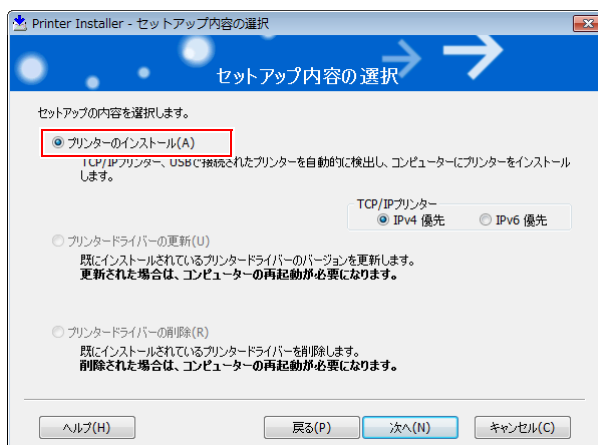 Printer Installer - セットアップ内容の選択
セットアップ内容の選択
セットアップの内容を選択します。
プリンターのインストール(A)
TCP/IPプリンター、USBで接続されたプリンターを自動的に検出し、コンピューターにプリンターをインストール
します。
TCP/IPプリンター
IPv4 優先 IPv6 優先
プリンタードライバーの更新(U)
既にインストールされているプリンタードライバーのバージョンを更新します。
更新された場合は、コンピューターの再起動が必要になります。
プリンタードライバーの削除(R)
既にインストールされているプリンタードライバーを削除します。
削除された場合は、コンピューターの再起動が必要になります。
ヘルプ(H) 戻る(P) 次へ(N) キャンセル(C)